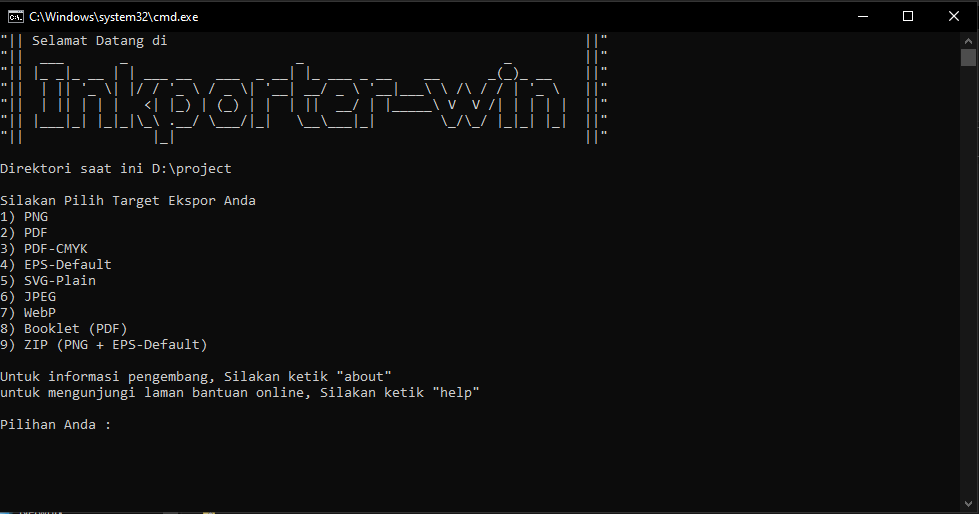 C:\Windows\system32\cmd.exe
"|| Selamat Datang di ||"
Inkporter-win
Direktori saat ini D:\project
Silakan Pilih Target Ekspor Anda
1) PNG
2) PDF
3) PDF-CMYK
4) EPS-Default
5) SVG-Plain
6) JPEG
7) WebP
8) Booklet (PDF)
9) ZIP (PNG + EPS-Default)
Untuk informasi pengembang, Silakan ketik "about"
untuk mengunjungi laman bantuan online, Silakan ketik "help"
Pilihan Anda :